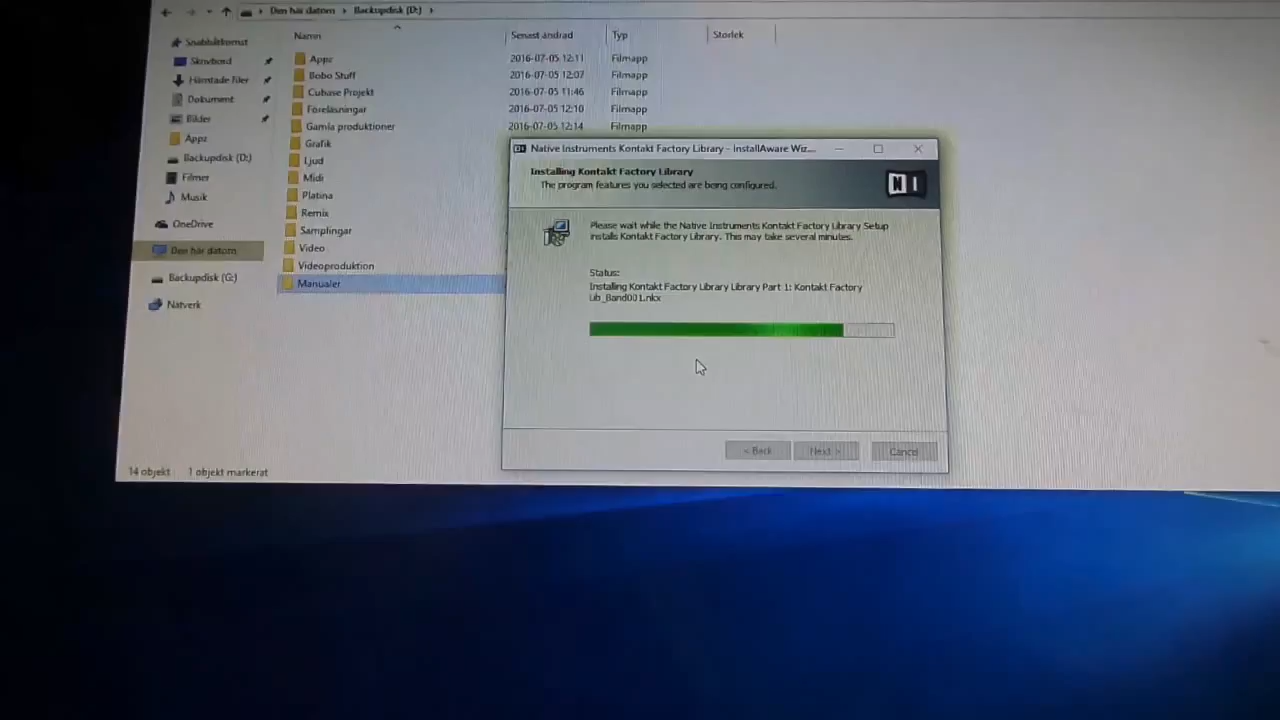 Den här datorn > Backupdisk (D:) >
Namn Senast ändrad Typ Storlek
Snabbåtkomst
Skrivbord
Hämtade filer
Dokument
Bilder
Appz
Backupdisk (D:)
Filmer
Musik
OneDrive
Den här datorn
Backupdisk (G:)
Nätverk
Appz 2016-07-05 12:11 Filmapp
Bobo Stuff 2016-07-05 12:07 Filmapp
Cubase Projekt 2016-07-05 11:46 Filmapp
Föreläsningar 2016-07-05 12:10 Filmapp
Gamla produktioner 2016-07-05 12:14 Filmapp
Grafik
Ljud
Midi
Platina
Remix
Samplingar
Video
Videoproduktion
Manualer
14 objekt 1 objekt markerat
Native Instruments Kontakt Factory Library - InstallAware Wiz...
Installing Kontakt Factory Library
The program features you selected are being configured.
NI
Please wait while the Native Instruments Kontakt Factory Library Setup
installs Kontakt Factory Library. This may take several minutes.
Status:
Installing Kontakt Factory Library Library Part 1: Kontakt Factory
Lib_Band001.nkx
< Back Next > Cancel